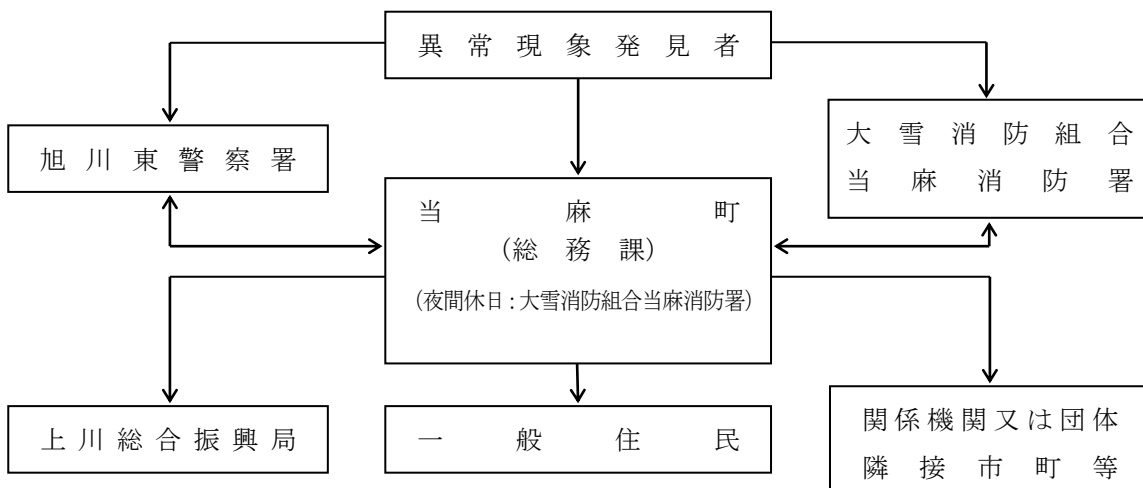 異常現象発見者
旭川東警察署
大雪消防組合
当麻消防署
当麻町
(総務課)
(夜間休日:大雪消防組合当麻消防署)
上川総合振興局
一般住民
関係機関又は団体
隣接市町等